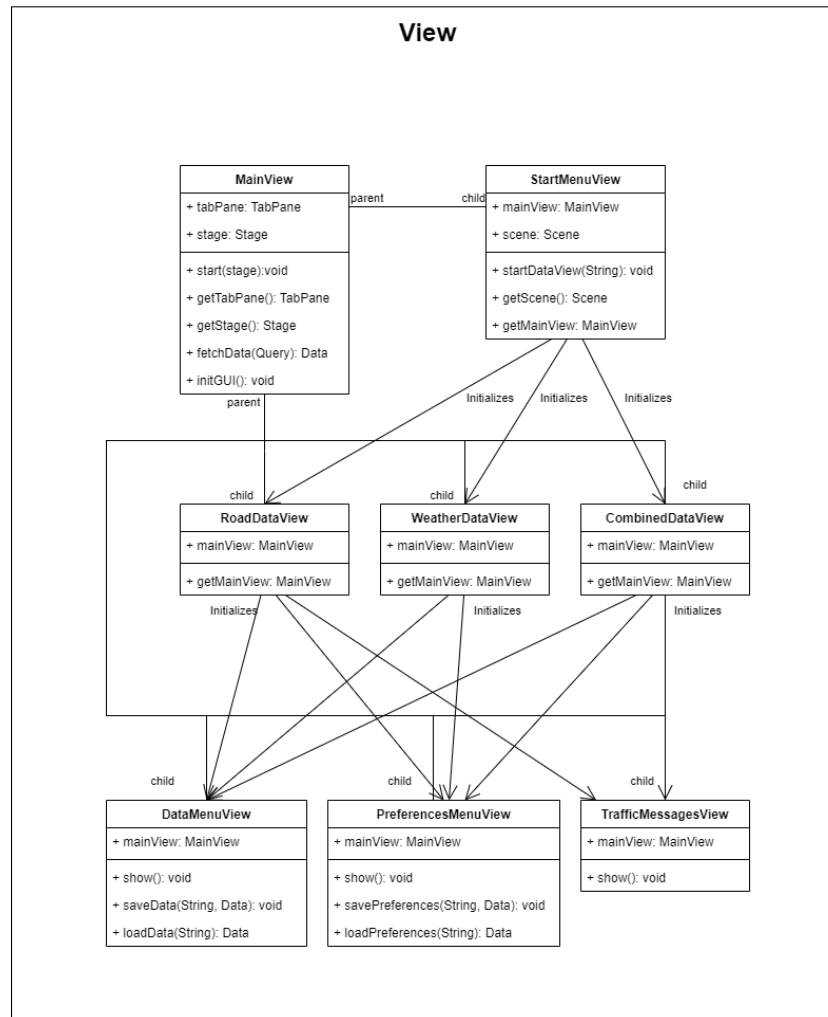 View
MainView
+ tabPane: TabPane
+ stage: Stage
+ start(stage):void
+ getTabPane(): TabPane
+ getStage(): Stage
+ fetchData(Query): Data
+ initGUI(): void
parent
child
StartMenuView
+ mainView: MainView
+ scene: Scene
+ startDataView(String): void
+ getScene(): Scene
+ getMainView: MainView
parent
Initializes
Initializes
Initializes
child
child
child
RoadDataView
+ mainView: MainView
+ getMainView: MainView
WeatherDataView
+ mainView: MainView
+ getMainView: MainView
CombinedDataView
+ mainView: MainView
+ getMainView: MainView
Initializes
Initializes
Initializes
child
child
child
DataMenuView
+ mainView: MainView
+ show(): void
+ saveData(String, Data): void
+ loadData(String): Data
PreferencesMenuView
+ mainView: MainView
+ show(): void
+ savePreferences(String, Data): void
+ loadPreferences(String): Data
TrafficMessagesView
+ mainView: MainView
+ show(): void